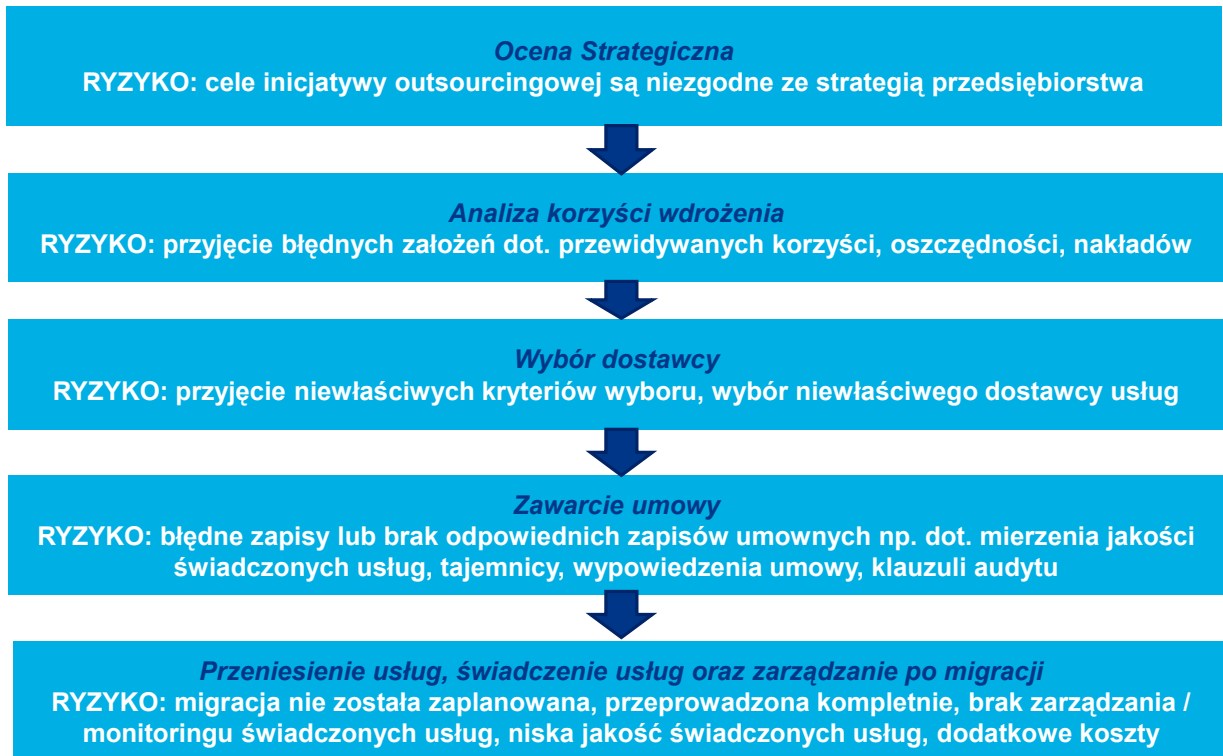 Ocena Strategiczna
RYZYKO: cele inicjatywy outsourcingowej są niezgodne ze strategią przedsiębiorstwa
Analiza korzyści wdrożenia
RYZYKO: przyjęcie błędnych założeń dot. przewidywanych korzyści, oszczędności, nakładów
Wybór dostawcy
RYZYKO: przyjęcie niewłaściwych kryteriów wyboru, wybór niewłaściwego dostawcy usług
Zawarcie umowy
RYZYKO: błędne zapisy lub brak odpowiednich zapisów umownych np. dot. mierzenia jakości
świadczonych usług, tajemnicy, wypowiedzenia umowy, klauzuli audytu
Przeniesienie usług, świadczenie usług oraz zarządzanie po migracji
RYZYKO: migracja nie została zaplanowana, przeprowadzona kompletnie, brak zarządzania /
monitoringu świadczonych usług, niska jakość świadczonych usług, dodatkowe koszty